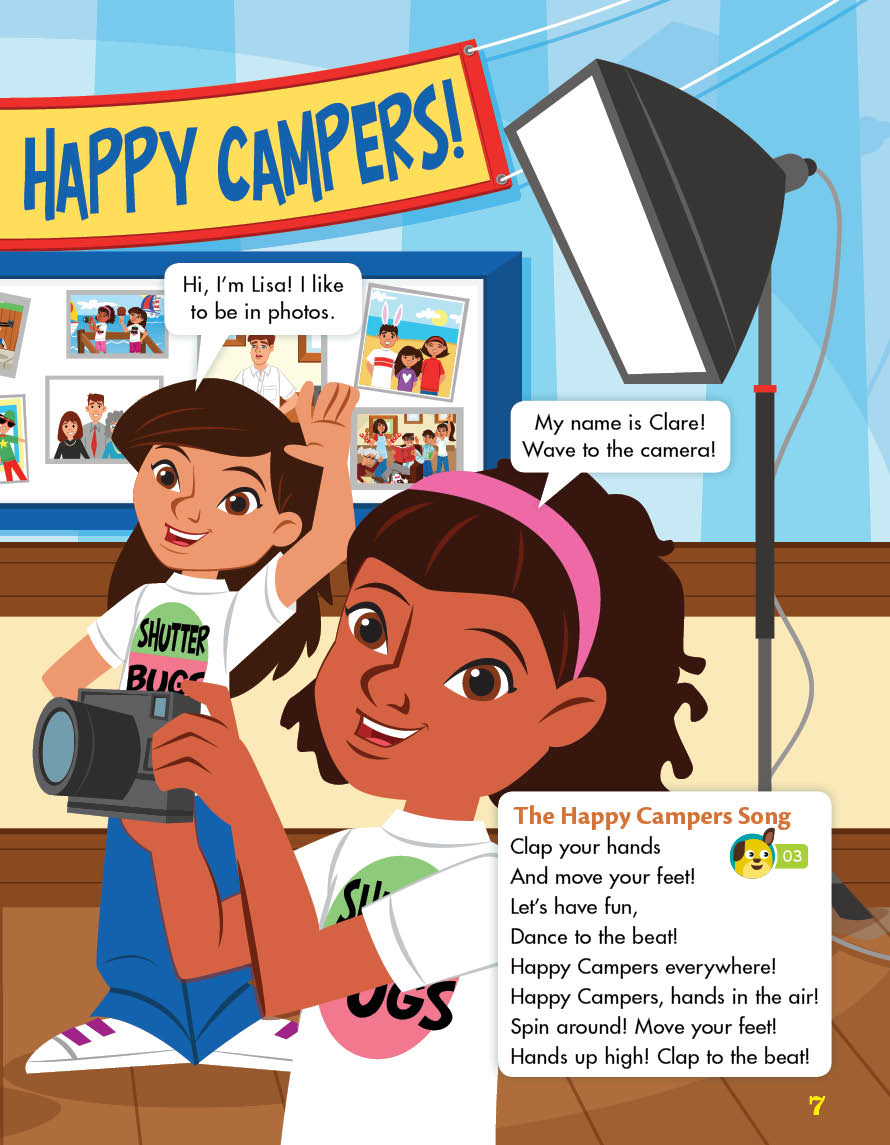 HAPPY CAMPERS!
Hi, I'm Lisa! I like
to be in photos.
My name is Clare!
Wave to the camera!
SHUTTER
BUGS
The Happy Campers Song
Clap your hands
03
And move your feet!
Let's have fun,
Dance to the beat!
Happy Campers everywhere!
Happy Campers, hands in the air!
Spin around! Move your feet!
Hands up high! Clap to the beat!
SHU
UGS
7